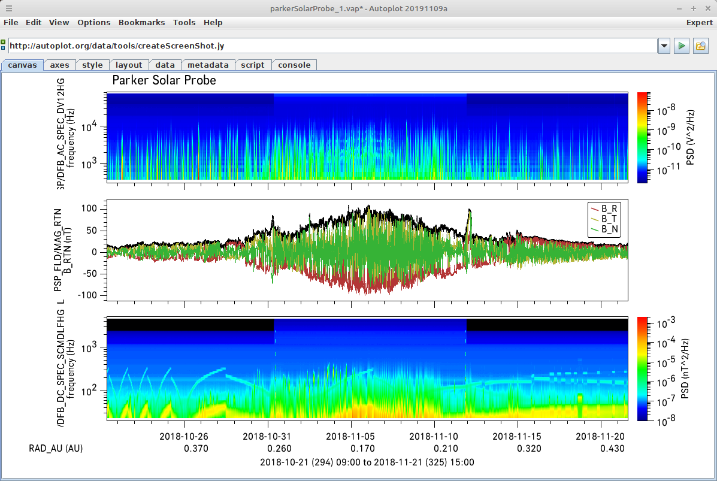 parkerSolarProbe_1.vap* - Autoplot 20191109a
File Edit View Options Bookmarks Tools Help Expert
http://autoplot.org/data/tools/createScreenShot.jy
canvas axes style layout data metadata script console
Parker Solar Probe
P/DFB_AC_SPEC_DV12HG
frequency (Hz)
10^4
10^3
10^-8
10^-9
10^-10
10^-11
PSD (V^2/Hz)
PSP_FLD/MAG_RTN
B_RTN (nT)
100
50
0
-50
-100
B_R
B_T
B_N
/DFB_DC_SPEC_SCMDLFHG L
frequency (Hz)
10^3
10^2
10^-3
10^-4
10^-5
10^-6
10^-7
10^-8
PSD (nT^2/Hz)
2018-10-26 2018-10-31 2018-11-05 2018-11-10 2018-11-15 2018-11-20
RAD_AU (AU) 0.370 0.260 0.170 0.210 0.320 0.430
2018-10-21 (294) 09:00 to 2018-11-21 (325) 15:00